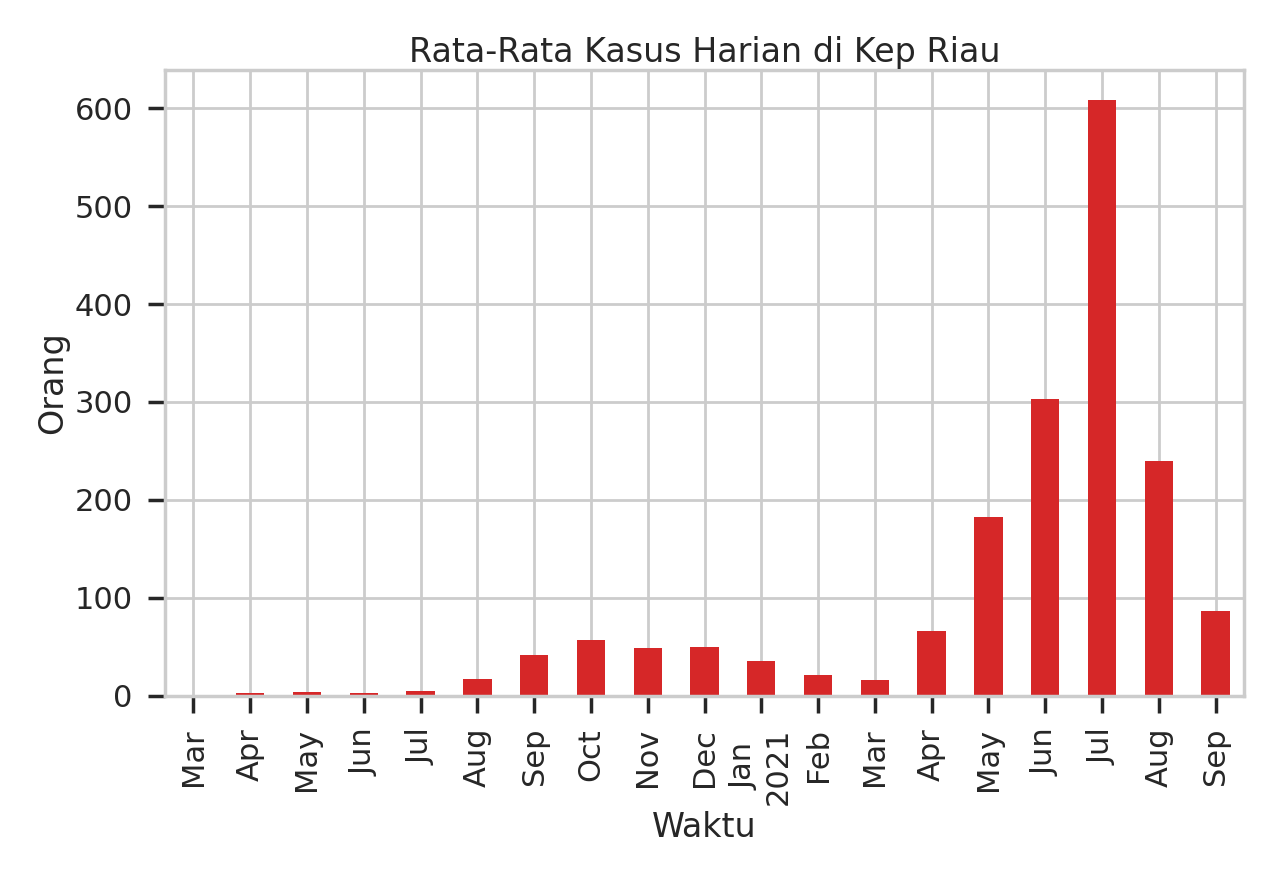 Rata-Rata Kasus Harian di Kep Riau
600
500
400
300
200
100
0
Orang
Mar
Apr
May
Jun
Jul
Aug
Sep
Oct
Nov
Dec
Jan
2021
Feb
Mar
Apr
May
Jun
Jul
Aug
Sep
Waktu